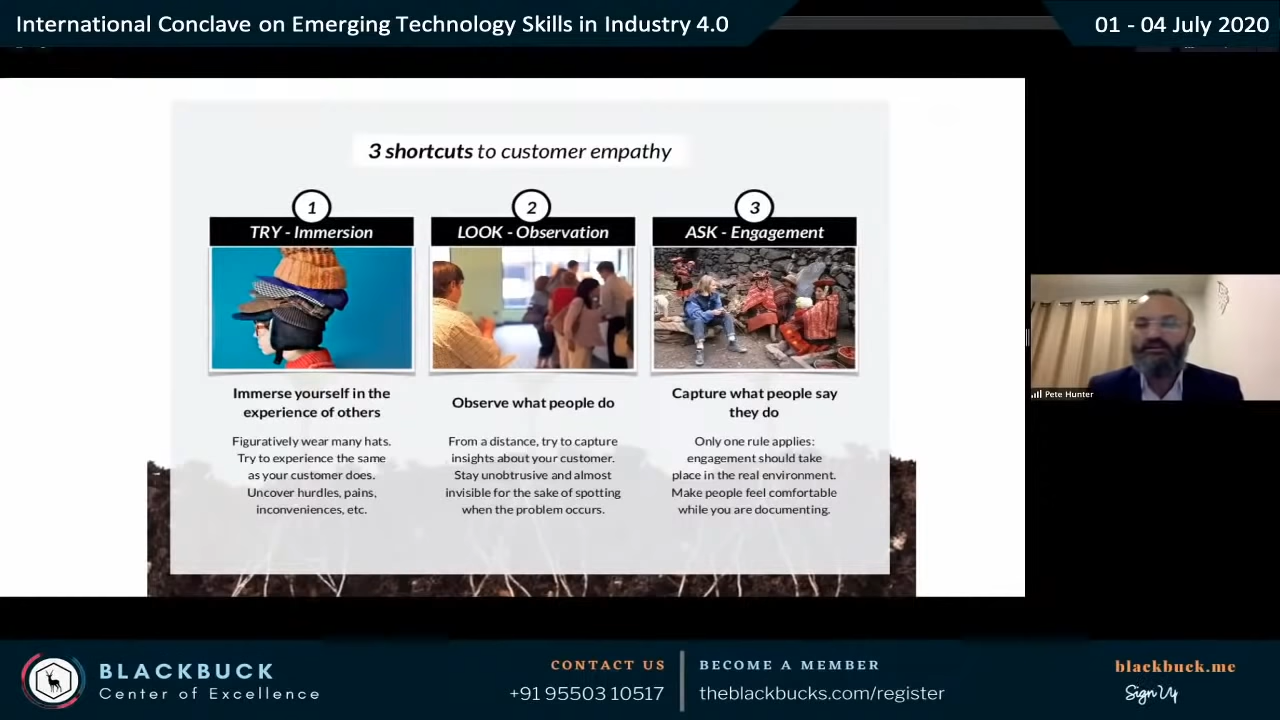 International Conclave on Emerging Technology Skills in Industry 4.0
01 - 04 July 2020
3 shortcuts to customer empathy
1
TRY - Immersion
Immerse yourself in the
experience of others
Figuratively wear many hats.
Try to experience the same
as your customer does.
Uncover hurdles, pains,
inconveniences, etc.
2
LOOK - Observation
Observe what people do
From a distance, try to capture
insights about your customer.
Stay unobtrusive and almost
invisible for the sake of spotting
when the problem occurs.
3
ASK - Engagement
Capture what people say
they do
Only one rule applies:
engagement should take
place in the real environment.
Make people feel comfortable
while you are documenting.
Pete Hunter
BLACKBUCK
Center of Excellence
CONTACT US
+91 95503 10517
BECOME A MEMBER
theblackbucks.com/register
blackbuck.me
Sign Up